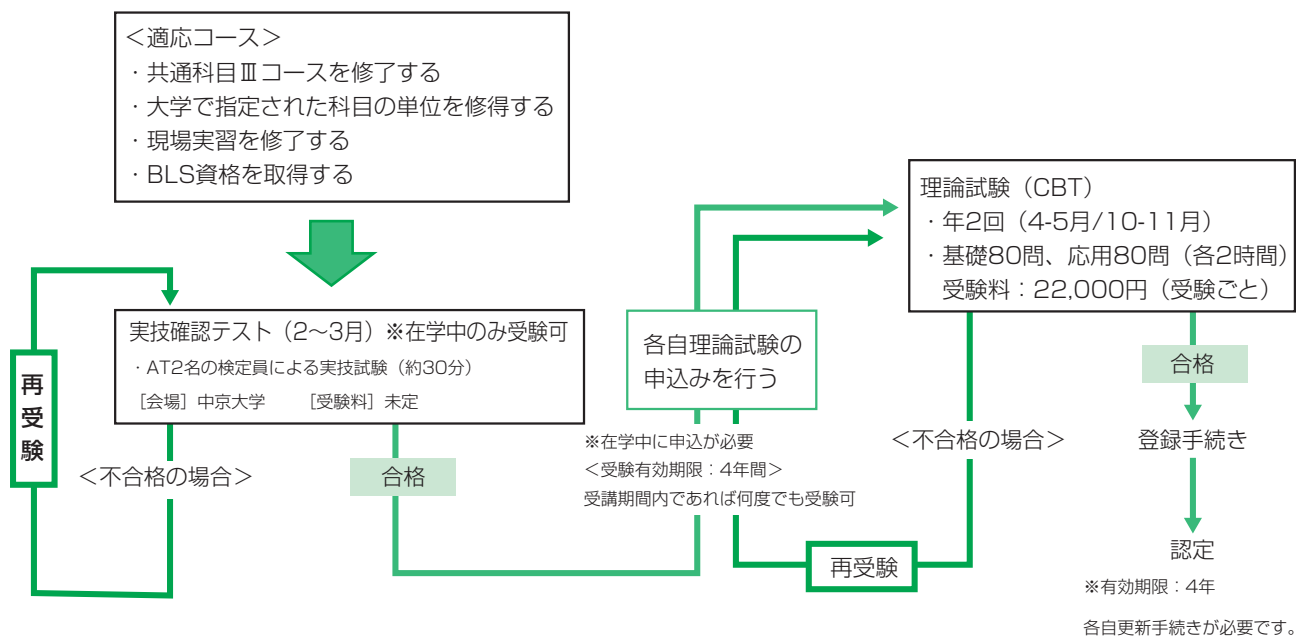 ＜適応コース＞
・共通科目Ⅲコースを修了する
・大学で指定された科目の単位を修得する
・現場実習を修了する
・BLS資格を取得する
実技確認テスト（2〜3月）※在学中のみ受験可
・AT2名の検定員による実技試験（約30分）
［会場］中京大学　　［受験料］未定
再受験
＜不合格の場合＞
合格
各自理論試験の
申込みを行う
※在学中に申込が必要
＜受験有効期限：4年間＞
受講期間内であれば何度でも受験可
理論試験（CBT）
・年2回（4-5月/10-11月）
・基礎80問、応用80問（各2時間）
受験料：22,000円（受験ごと）
＜不合格の場合＞
再受験
合格
登録手続き
認定
※有効期限：4年
各自更新手続きが必要です。